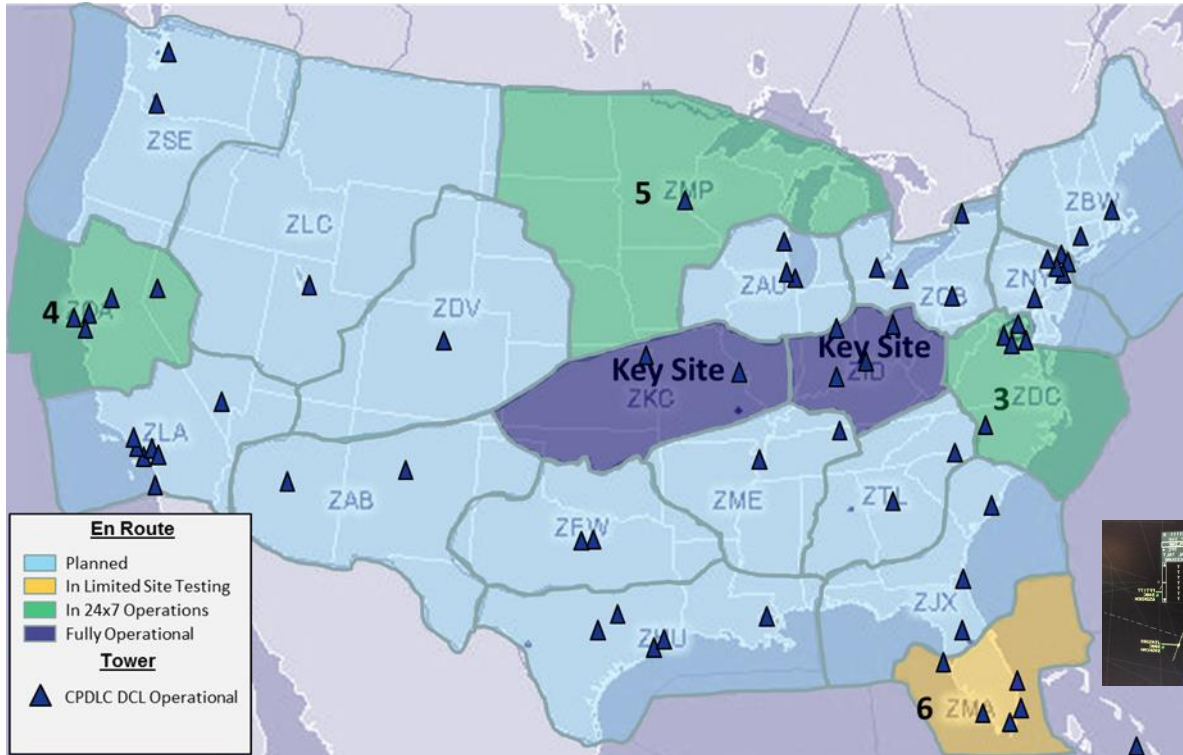 ZSE
ZLC
5
ZMP
ZBW
4
ZOA
ZDV
ZAU
ZOB
ZNY
Key Site
ZKC
Key Site
ZID
3
ZDC
ZLA
ZAB
ZFW
ZME
ZTL
ZHU
ZJX
6
ZMA
En Route
Planned
In Limited Site Testing
In 24x7 Operations
Fully Operational
Tower
CPDLC DCL Operational